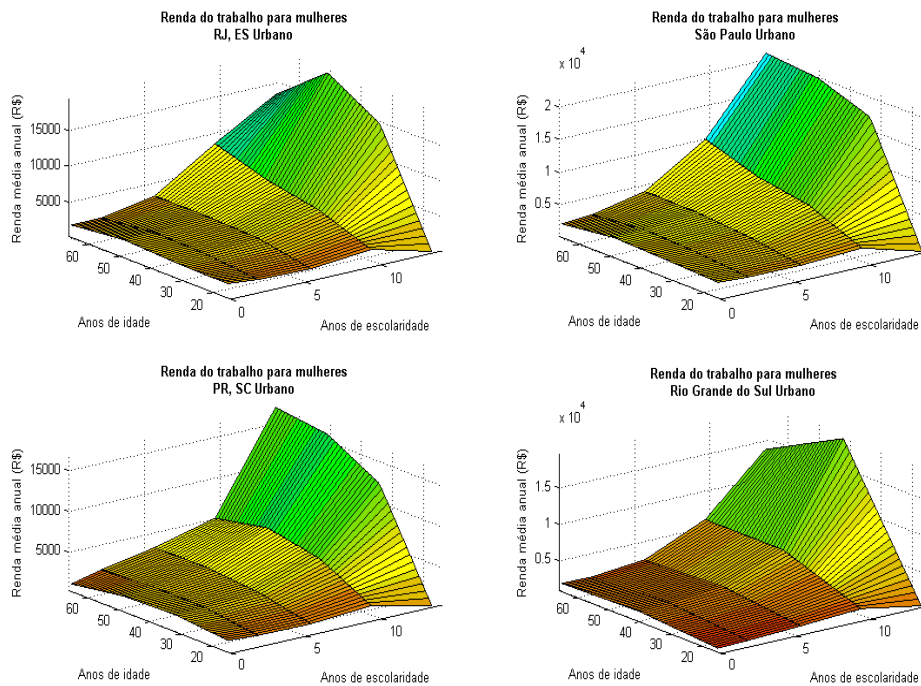 Renda do trabalho para mulheres
RJ, ES Urbano
Renda média anual (R$)
15000
10000
5000
60
50
40
30
20
0
5
10
Anos de idade
Anos de escolaridade
Renda do trabalho para mulheres
São Paulo Urbano
x 10^4
Renda média anual (R$)
2
1.5
1
0.5
60
50
40
30
20
0
5
10
Anos de idade
Anos de escolaridade
Renda do trabalho para mulheres
PR, SC Urbano
Renda média anual (R$)
15000
10000
5000
60
50
40
30
20
0
5
10
Anos de idade
Anos de escolaridade
Renda do trabalho para mulheres
Rio Grande do Sul Urbano
x 10^4
Renda média anual (R$)
1.5
1
0.5
60
50
40
30
20
0
5
10
Anos de idade
Anos de escolaridade